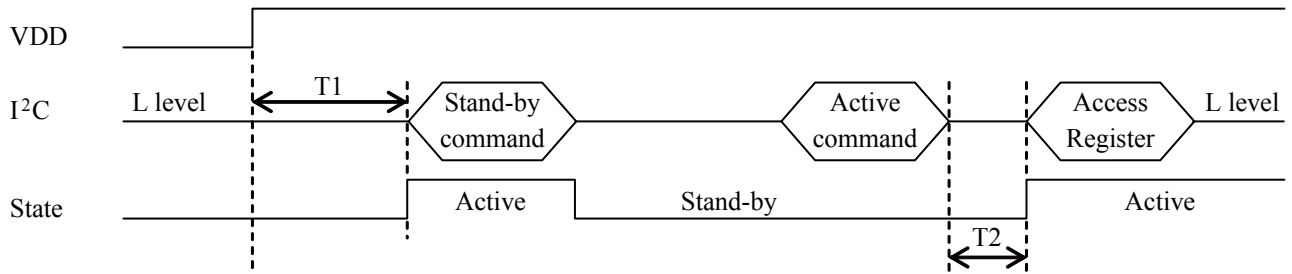 VDD
T1
I²C
L level
Stand-by
command
Active
command
Access
Register
L level
State
Active
Stand-by
Active
T2